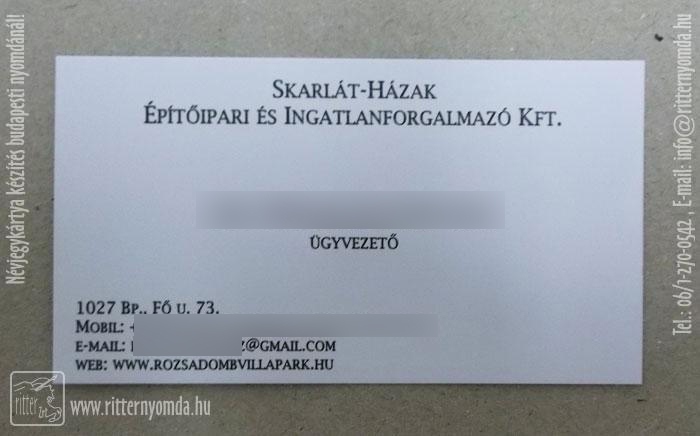 Névjegykártya készítés budapesti nyomdánál!
SKARLÁT-HÁZAK
ÉPÍTŐIPARI ÉS INGATLANFORGALMAZÓ KFT.
ÜGYVEZETŐ
1027 BP., FŐ U. 73.
MOBIL:
E-MAIL: @GMAIL.COM
WEB: WWW.ROZSADOMBVILLAPARK.HU
ritter
www.ritternyomda.hu
Tel.: 06/1-270-0542 E-mail: info@ritternyomda.hu